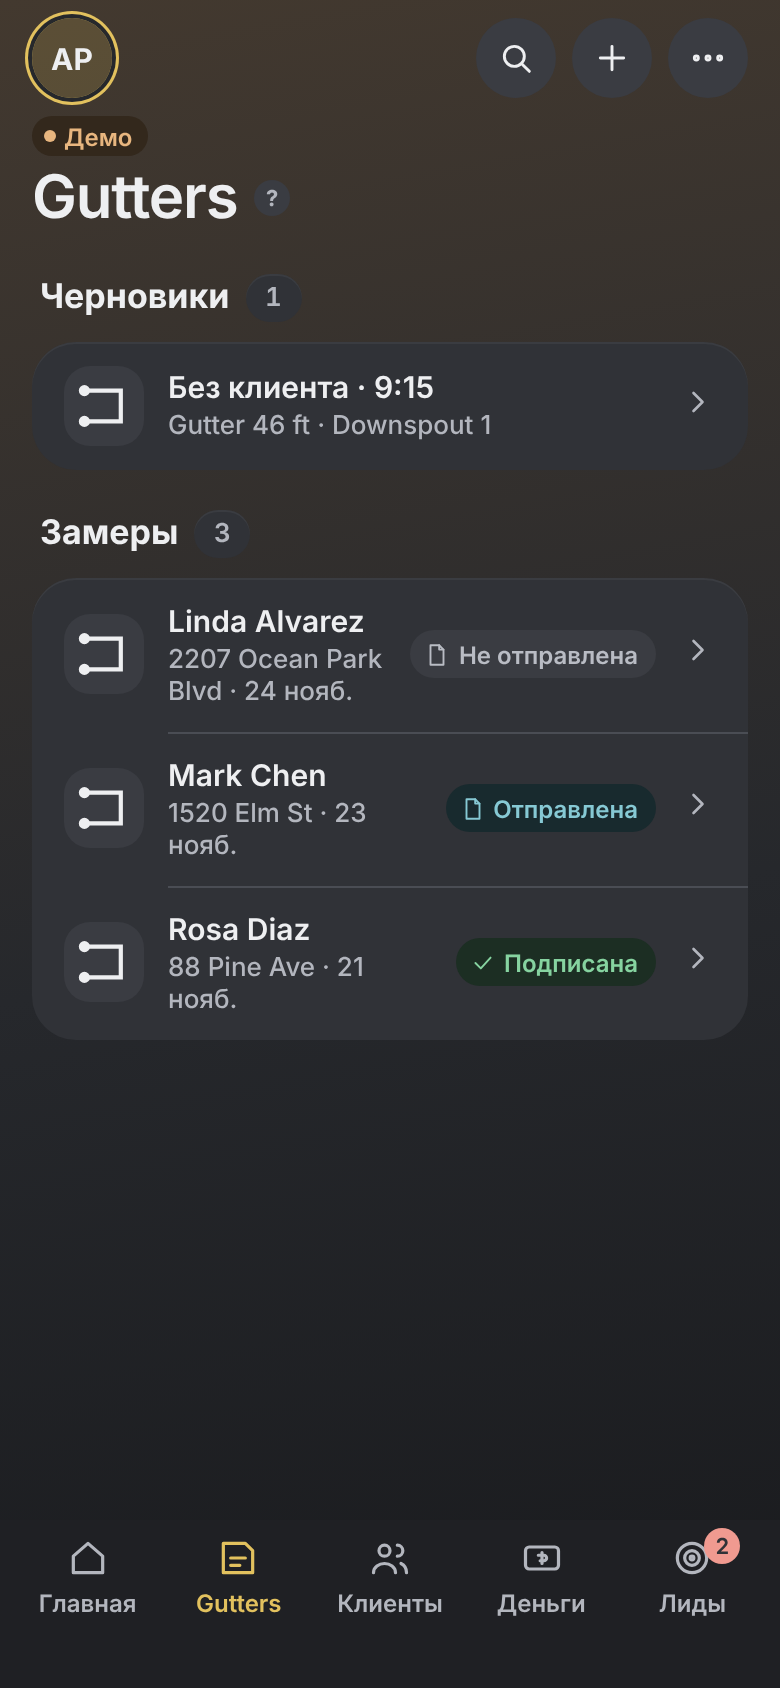 AP
Демо
Gutters ?
Черновики 1
Без клиента · 9:15
Gutter 46 ft · Downspout 1
Замеры 3
Linda Alvarez
2207 Ocean Park
Blvd · 24 нояб.
Не отправлена
Mark Chen
1520 Elm St · 23
нояб.
Отправлена
Rosa Diaz
88 Pine Ave · 21
нояб.
Подписана
2
Главная
Gutters
Клиенты
Деньги
Лиды